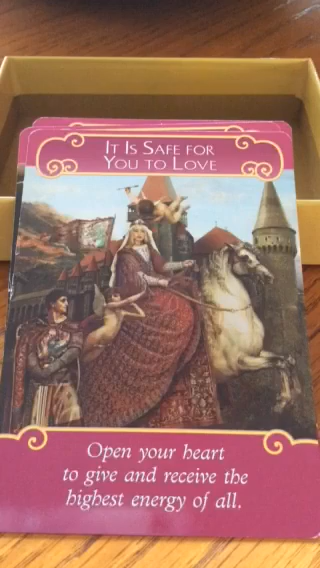 IT IS SAFE FOR
YOU TO LOVE
Open your heart
to give and receive the
highest energy of all.